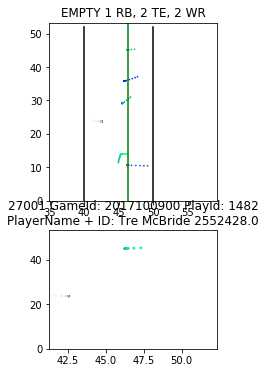 EMPTY 1 RB, 2 TE, 2 WR
50
40
30
20
10
0
35 40 45 50 55
27001 GameId: 2017100900 PlayId: 1482
PlayerName + ID: Tre McBride 2552428.0
40
20
0
42.5 45.0 47.5 50.0